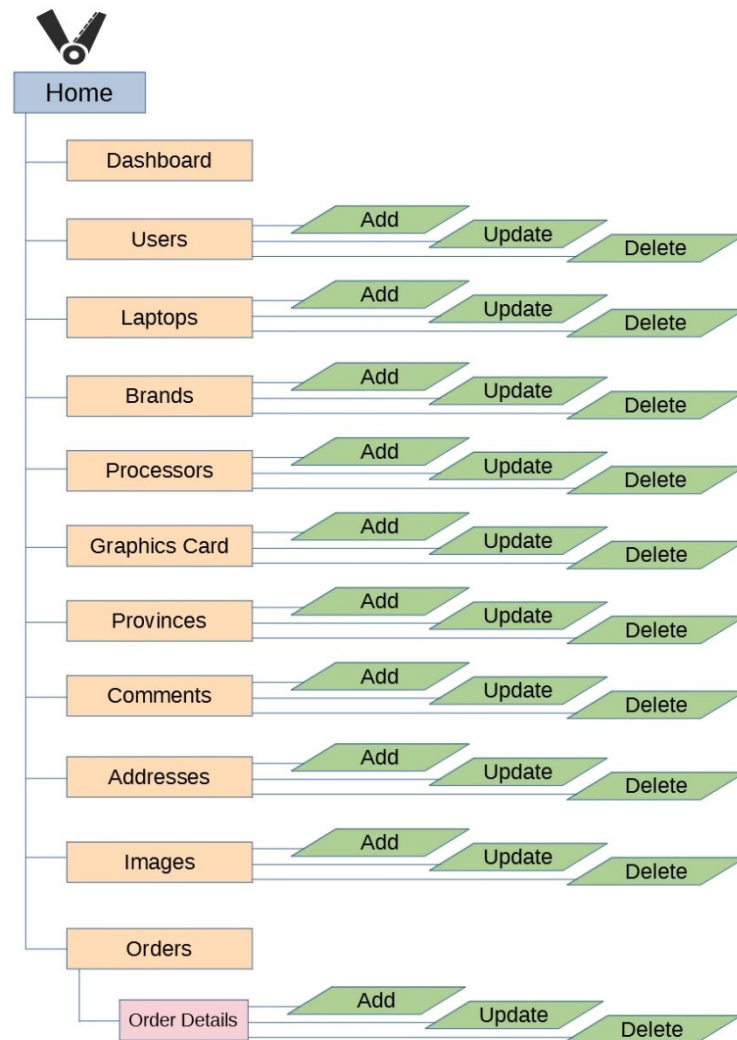 Home
Dashboard
Users
Add
Update
Delete
Laptops
Add
Update
Delete
Brands
Add
Update
Delete
Processors
Add
Update
Delete
Graphics Card
Add
Update
Delete
Provinces
Add
Update
Delete
Comments
Add
Update
Delete
Addresses
Add
Update
Delete
Images
Add
Update
Delete
Orders
Order Details
Add
Update
Delete